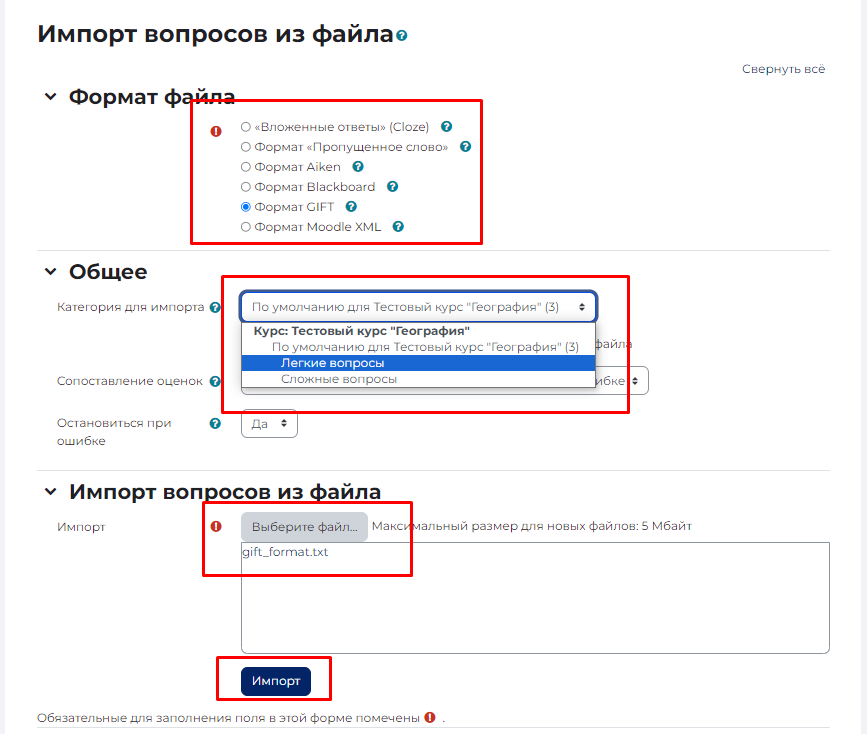 Импорт вопросов из файла
Свернуть всё
Формат файла
«Вложенные ответы» (Cloze)
Формат «Пропущенное слово»
Формат Aiken
Формат Blackboard
Формат GIFT
Формат Moodle XML
Общее
Категория для импорта
По умолчанию для Тестовый курс "География" (3)
Курс: Тестовый курс "География"
По умолчанию для Тестовый курс "География" (3)
файла
Легкие вопросы
Сложные вопросы
Сопоставление оценок
Остановиться при
ошибке
Да
Импорт вопросов из файла
Импорт
Выберите файл...
Максимальный размер для новых файлов: 5 Мбайт
gift_format.txt
Импорт
Обязательные для заполнения поля в этой форме помечены .